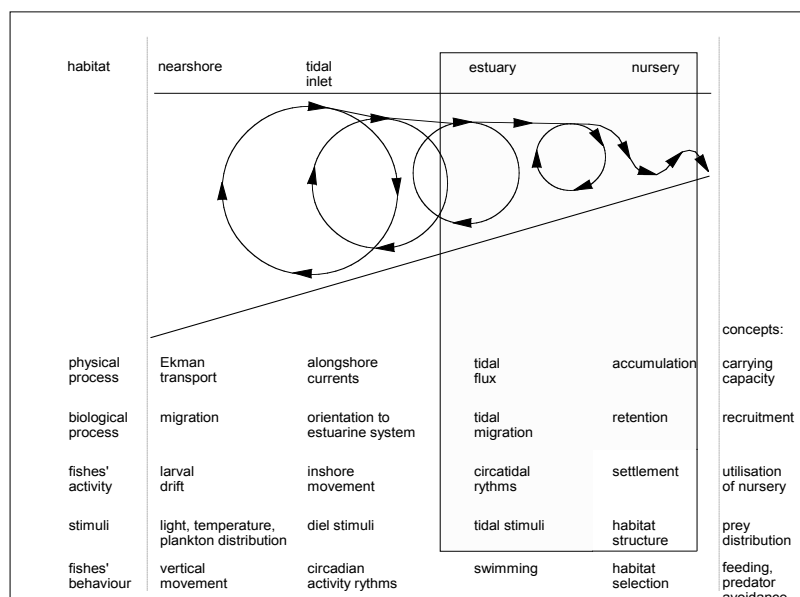 habitat nearshore tidal inlet estuary nursery
concepts:
physical process Ekman transport alongshore currents tidal flux accumulation carrying capacity
biological process migration orientation to estuarine system tidal migration retention recruitment
fishes' activity larval drift inshore movement circatidal rythms settlement utilisation of nursery
stimuli light, temperature, plankton distribution diel stimuli tidal stimuli habitat structure prey distribution
fishes' behaviour vertical movement circadian activity rythms swimming habitat selection feeding, predator avoidance